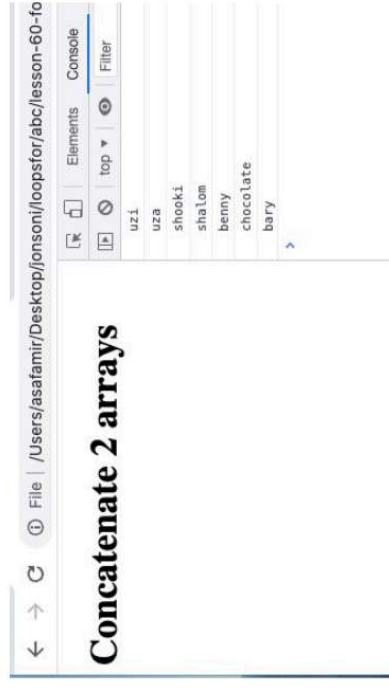 File | /Users/asafamir/Desktop/jonsoni/loopsfor/abc/lesson-60-fo
Elements Console
top Filter
Concatenate 2 arrays
uzi
uza
shooki
shalom
benny
chocolate
bary